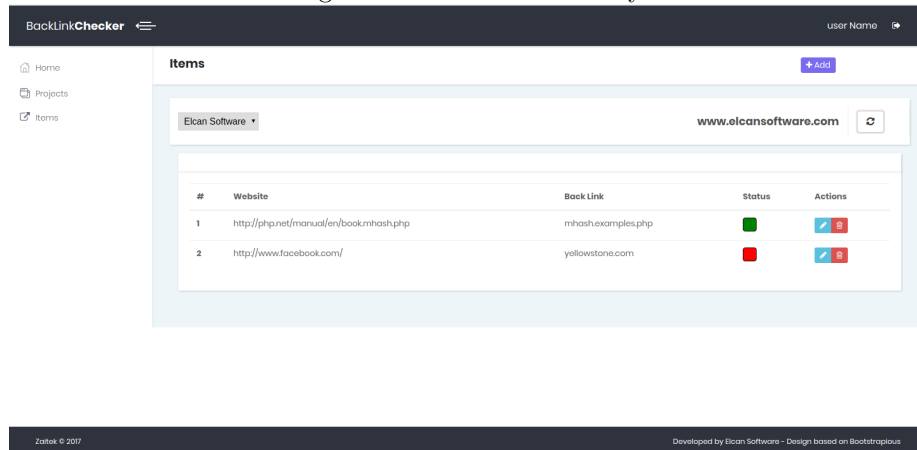 BackLinkChecker user Name
Home
Projects
Items
Items + Add
Elcan Software www.elcansoftware.com
# Website Back Link Status Actions
1 http://php.net/manual/en/book.mhash.php mhash.examples.php
2 http://www.facebook.com/ yellowstone.com
Zaitek © 2017 Developed by Elcan Software - Design based on Bootstrapious